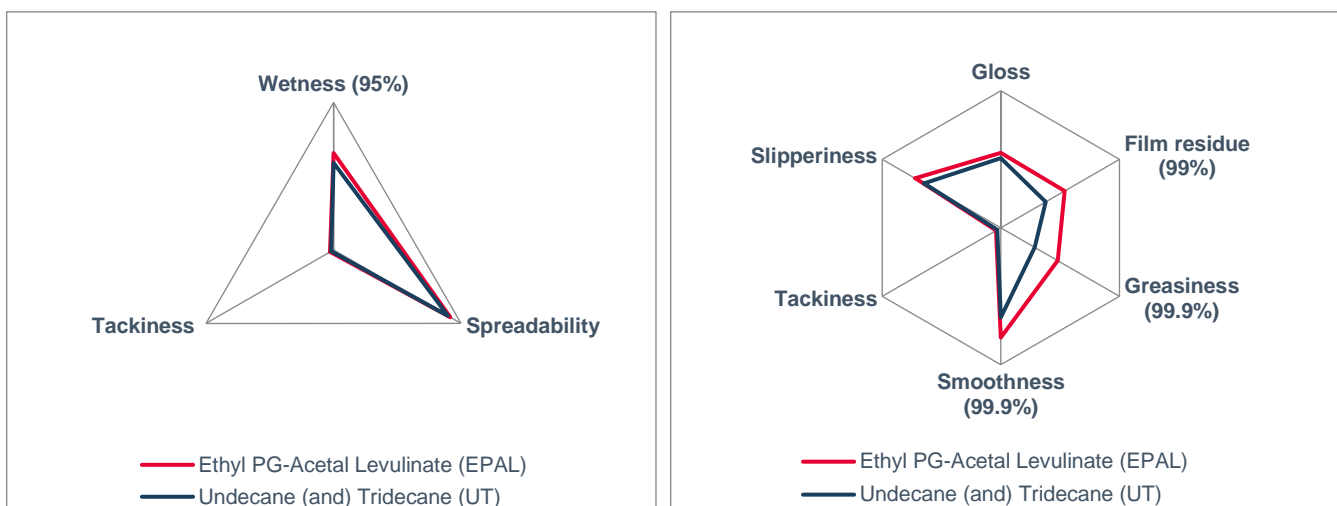 Wetness (95%)
Tackiness
Spreadability
Ethyl PG-Acetal Levulinate (EPAL)
Undecane (and) Tridecane (UT)
Gloss
Film residue
(99%)
Slipperiness
Greasiness
(99.9%)
Tackiness
Smoothness
(99.9%)
Ethyl PG-Acetal Levulinate (EPAL)
Undecane (and) Tridecane (UT)